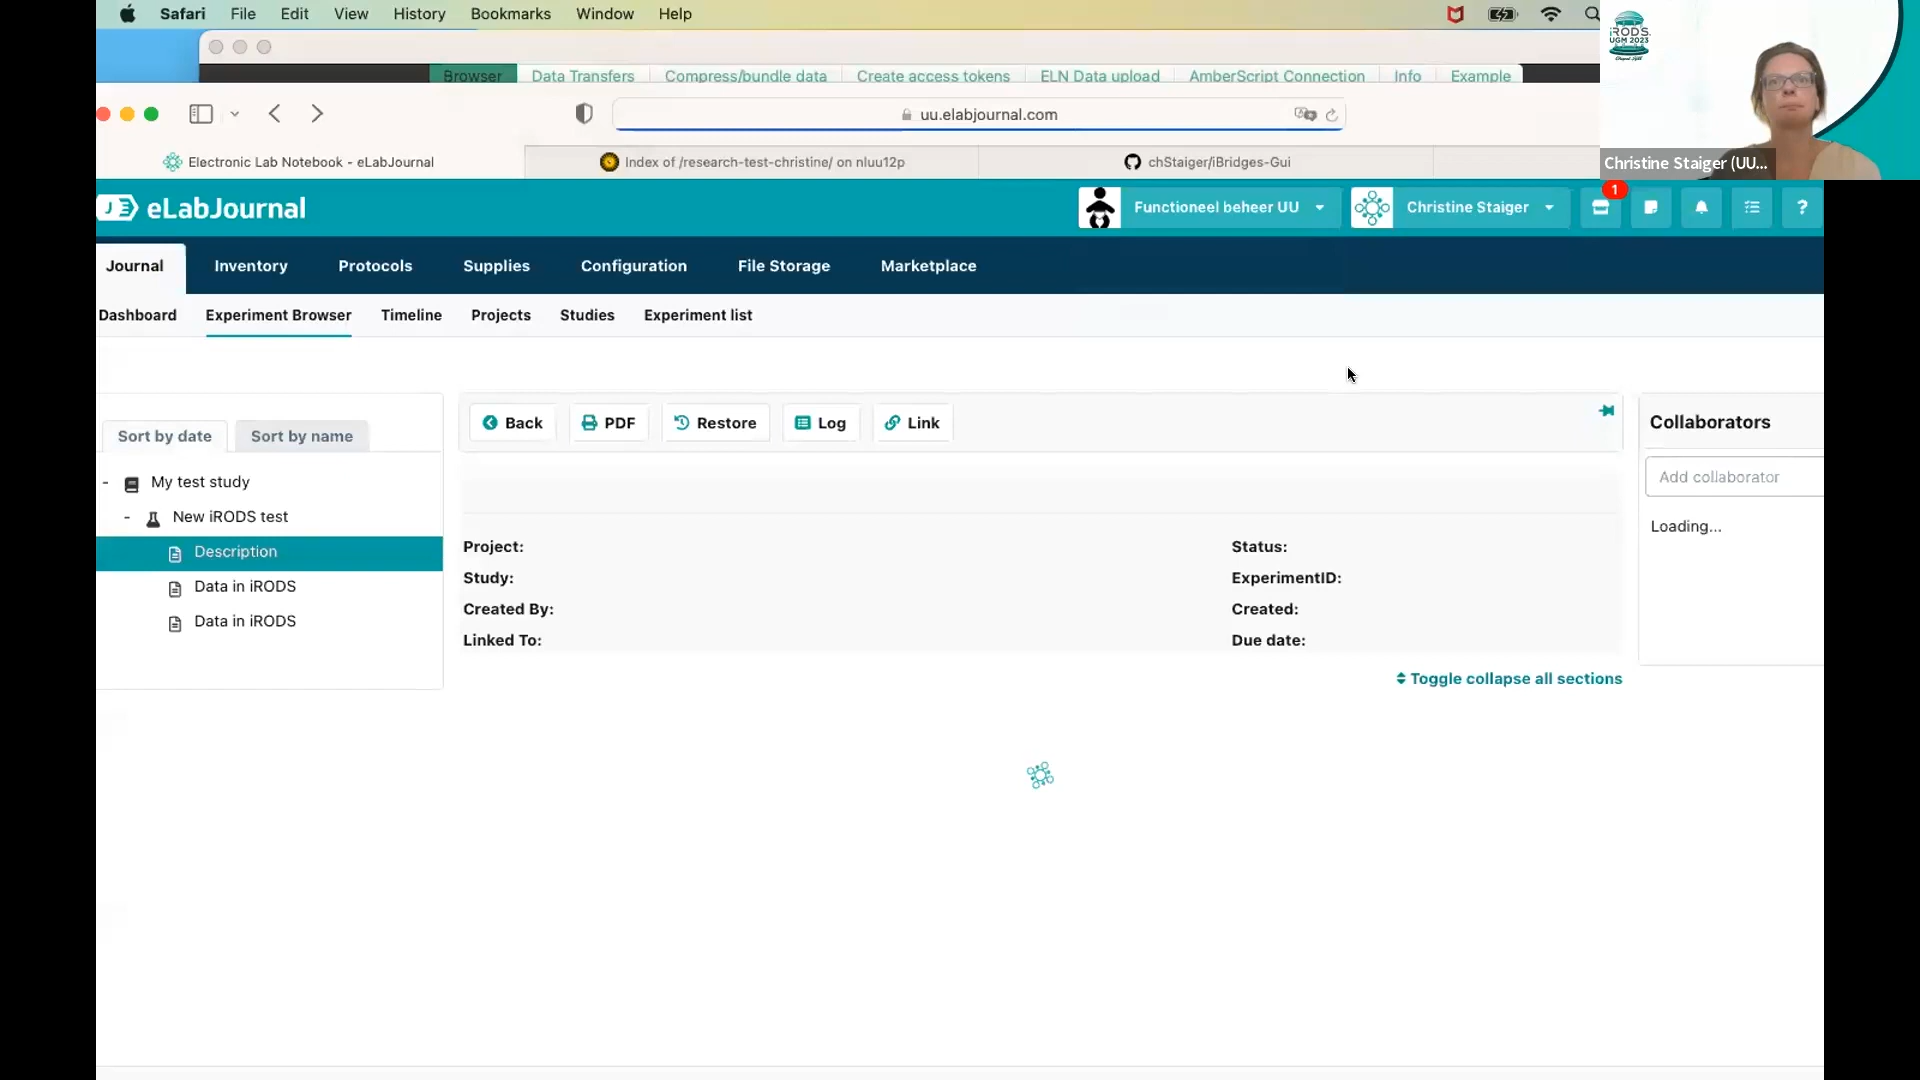 Safari File Edit View History Bookmarks Window Help
iRODS
UGM 2023
Browser Data Transfers Compress/bundle data Create access tokens ELN Data upload AmberScript Connection Info Example
uu.elabjournal.com
Electronic Lab Notebook - eLabJournal Index of /research-test-christine/ on nluu12p chStaiger/iBridges-Gui
Christine Staiger (UU...
eLabJournal Functioneel beheer UU Christine Staiger 1 ?
Journal Inventory Protocols Supplies Configuration File Storage Marketplace
Dashboard Experiment Browser Timeline Projects Studies Experiment list
Sort by date Sort by name
Back PDF Restore Log Link
Collaborators
Add collaborator
Loading...
- My test study
- New iRODS test
Description
Data in iRODS
Data in iRODS
Project: Status:
Study: ExperimentID:
Created By: Created:
Linked To: Due date:
Toggle collapse all sections